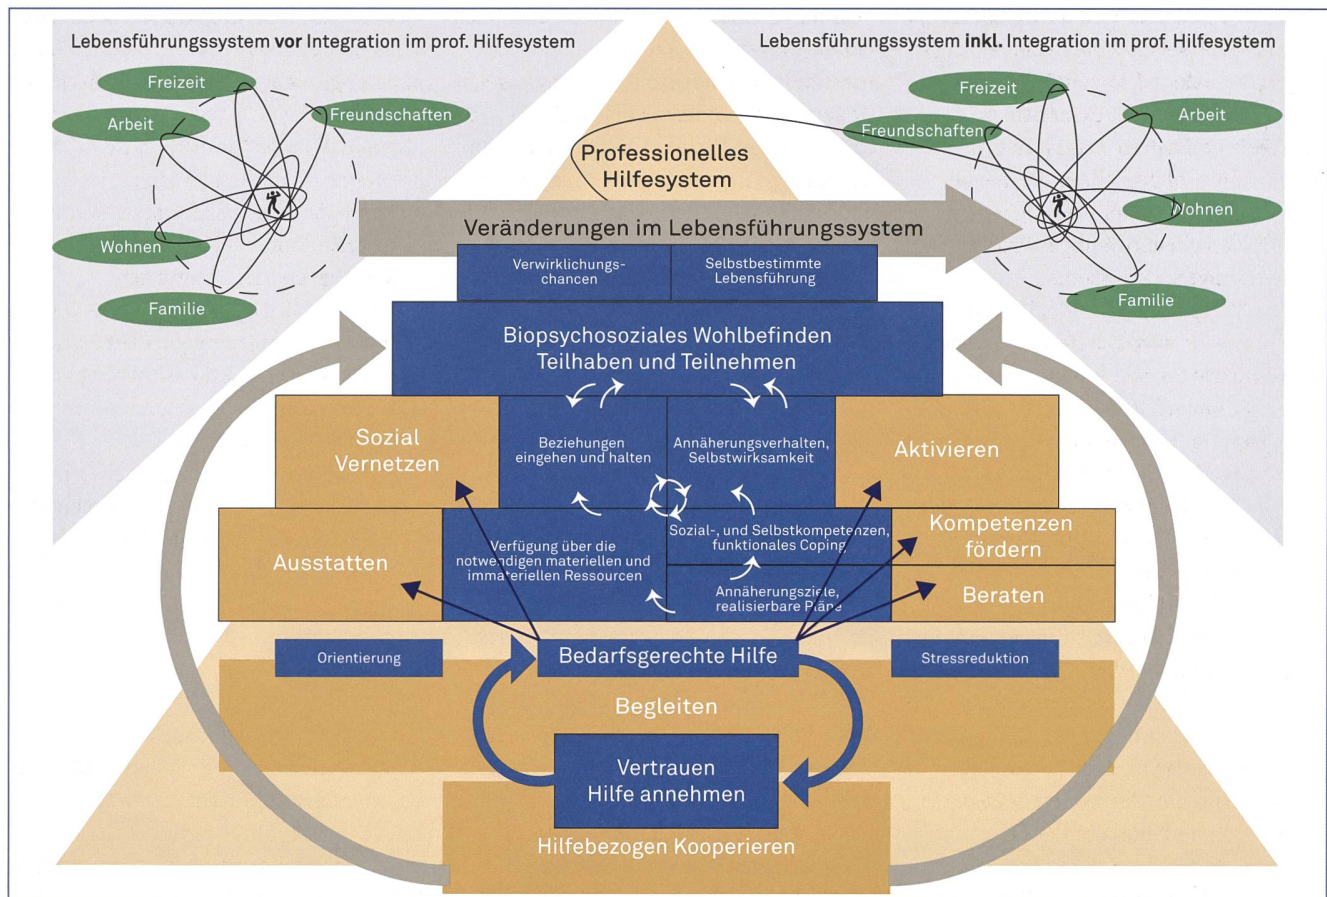 Lebensführungssystem vor Integration im prof. Hilfesystem
Freizeit
Arbeit
Freundschaften
Wohnen
Familie
Lebensführungssystem inkl. Integration im prof. Hilfesystem
Freizeit
Freundschaften
Arbeit
Wohnen
Familie
Professionelles
Hilfesystem
Veränderungen im Lebensführungssystem
Verwirklichungs-
chancen
Selbstbestimmte
Lebensführung
Biopsychosoziales Wohlbefinden
Teilhaben und Teilnehmen
Sozial
Vernetzen
Beziehungen
eingehen und halten
Annäherungsverhalten,
Selbstwirksamkeit
Aktivieren
Ausstatten
Verfügung über die
notwendigen materiellen und
immateriellen Ressourcen
Sozial-, und Selbstkompetenzen,
funktionales Coping
Kompetenzen
fördern
Annäherungsziele,
realisierbare Pläne
Beraten
Orientierung
Bedarfsgerechte Hilfe
Stressreduktion
Begleiten
Vertrauen
Hilfe annehmen
Hilfebezogen Kooperieren